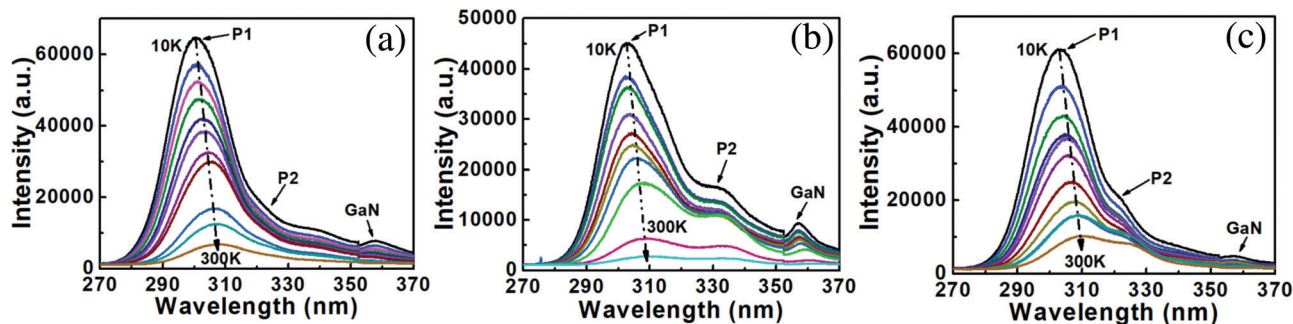 (a)
10K
P1
P2
GaN
300K
Intensity (a.u.)
60000
40000
20000
0
270 290 310 330 350 370
Wavelength (nm)
(b)
P1
10K
P2
GaN
300K
Intensity (a.u.)
50000
40000
30000
20000
10000
0
270 290 310 330 350 370
Wavelength (nm)
(c)
10K
P1
P2
GaN
300K
Intensity (a.u.)
60000
40000
20000
0
270 290 310 330 350 370
Wavelength (nm)